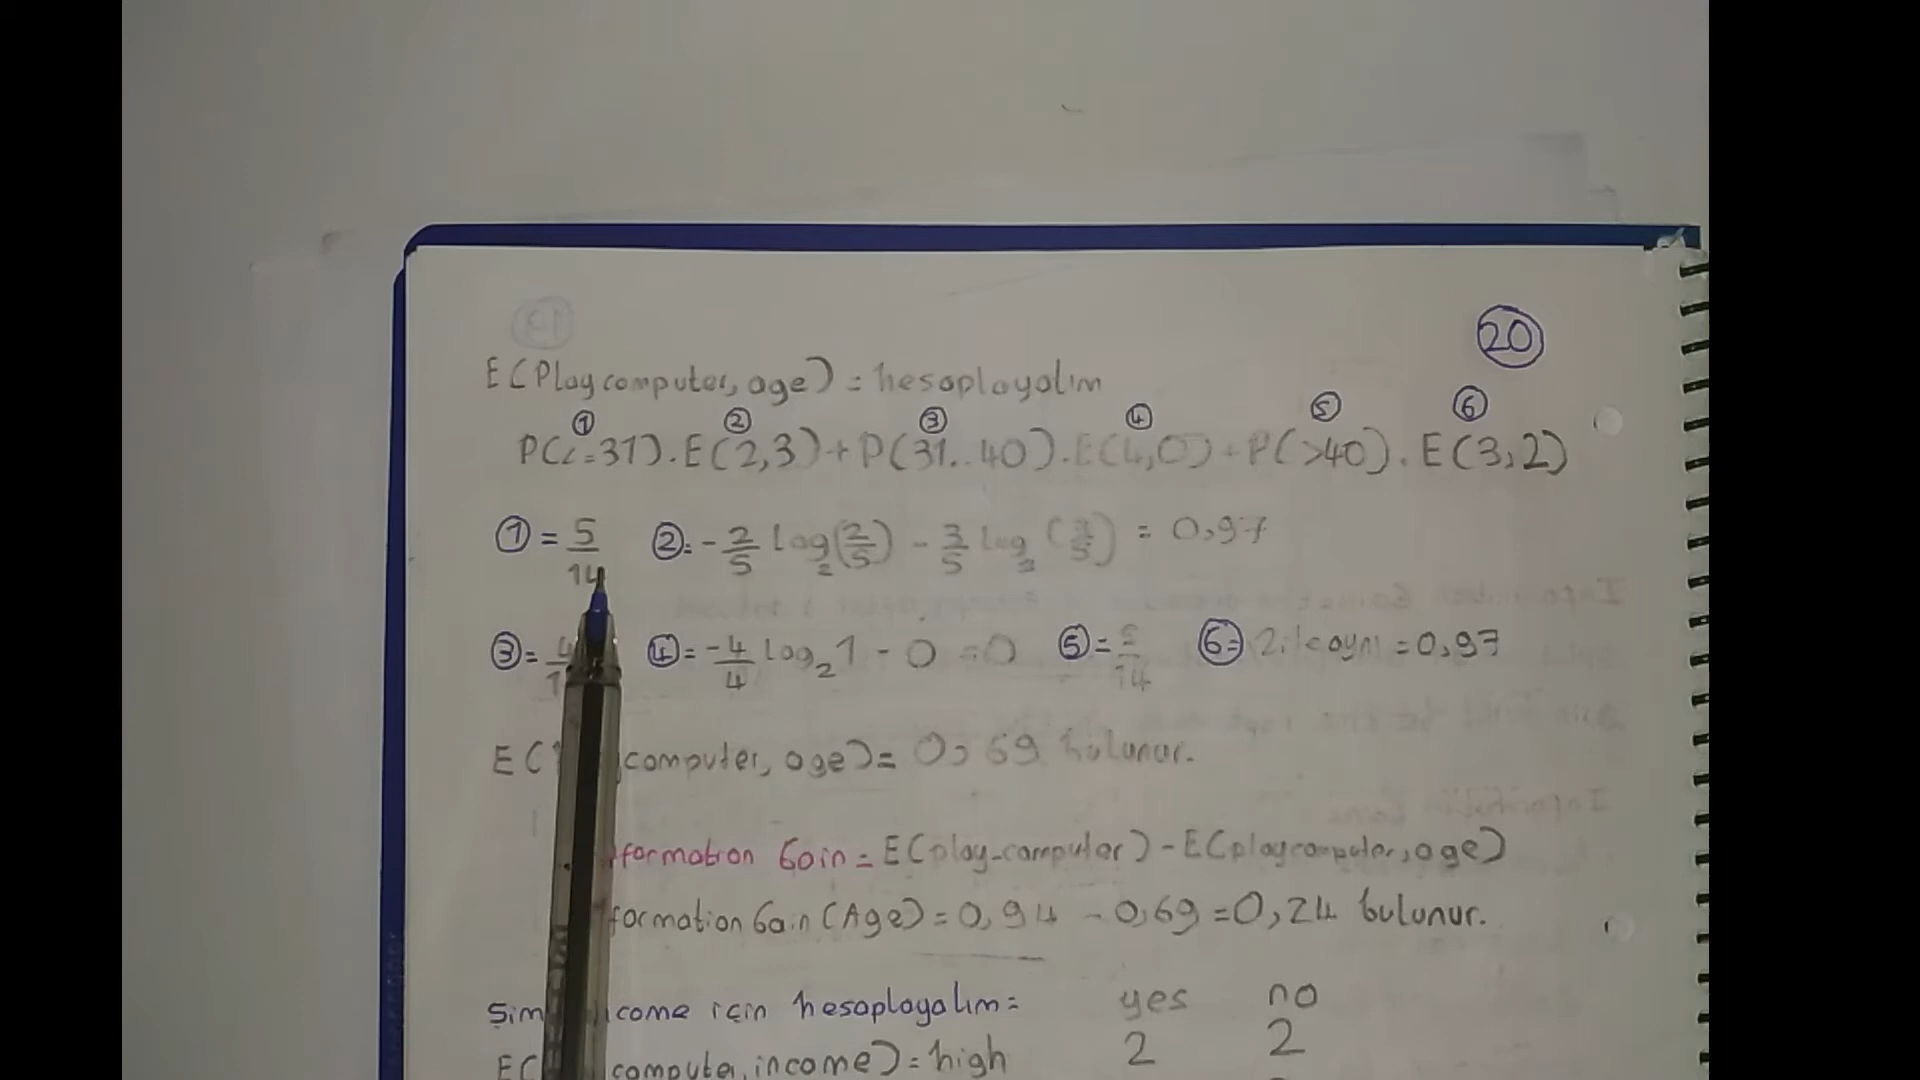 20
E(Playcomputer, age) = hesaplayalım
① ② ③ ④ ⑤ ⑥
P(<=31).E(2,3)+P(31..40).E(4,0)+P(>40).E(3,2)
① = 5/14 ②= -2/5 log₂(2/5) - 3/5 log₂(3/5) = 0,97
③= 4/1 ④= -4/4 log₂1 - 0 = 0 ⑤= 5/14 ⑥= 2 ile aynı = 0,97
E( computer, age)= 0,69 bulunur.
formation Gain = E(play-computer) - E(playcomputer, age)
formation Gain (Age) = 0,94 - 0,69 = 0,24 bulunur.
Şim come için hesaplayalım= yes no
E( computer, income) = high 2 2